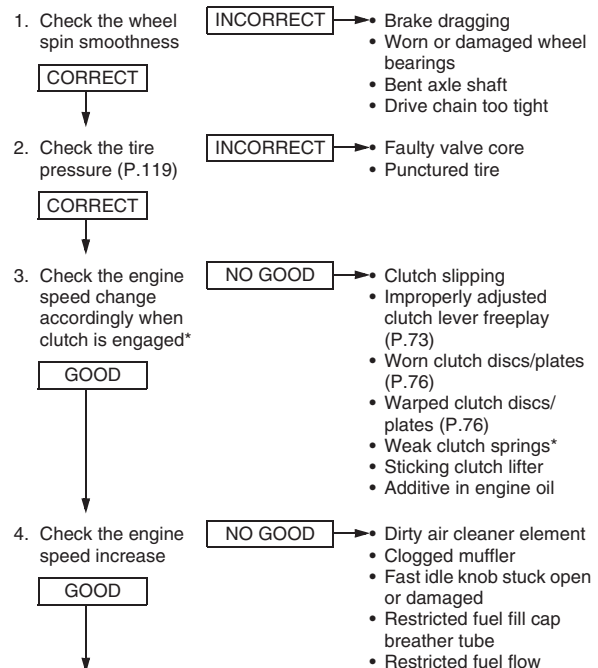 1. Check the wheel
spin smoothness
INCORRECT
• Brake dragging
• Worn or damaged wheel
bearings
• Bent axle shaft
• Drive chain too tight
CORRECT
2. Check the tire
pressure (P.119)
INCORRECT
• Faulty valve core
• Punctured tire
CORRECT
3. Check the engine
speed change
accordingly when
clutch is engaged*
NO GOOD
• Clutch slipping
• Improperly adjusted
clutch lever freeplay
(P.73)
• Worn clutch discs/plates
(P.76)
• Warped clutch discs/
plates (P.76)
• Weak clutch springs*
• Sticking clutch lifter
• Additive in engine oil
GOOD
4. Check the engine
speed increase
NO GOOD
• Dirty air cleaner element
• Clogged muffler
• Fast idle knob stuck open
or damaged
• Restricted fuel fill cap
breather tube
• Restricted fuel flow
GOOD